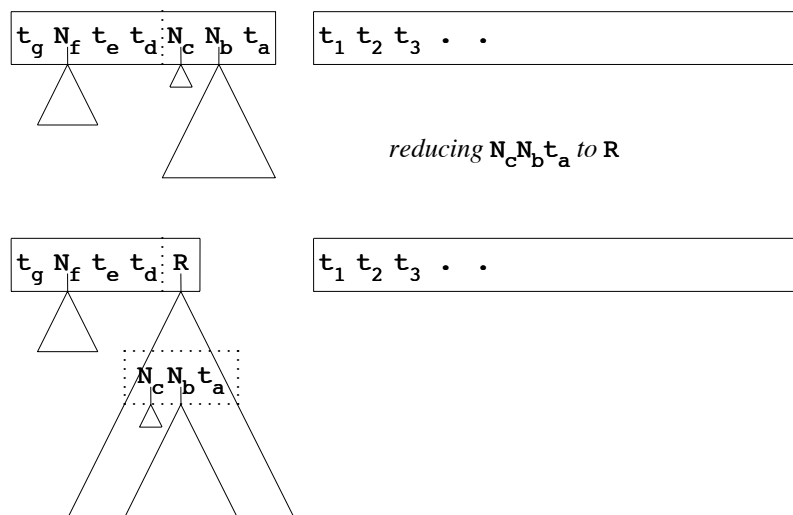 t_g N_f t_e t_d N_c N_b t_a t_1 t_2 t_3 . .
reducing N_cN_bt_a to R
t_g N_f t_e t_d R t_1 t_2 t_3 . .
N_c N_b t_a